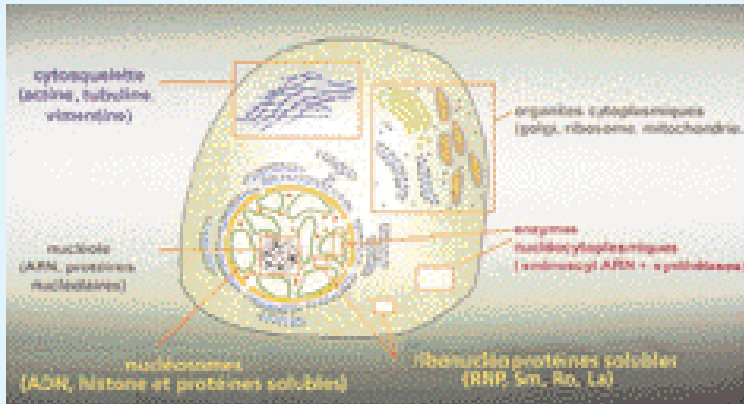 cytosquelette
(actine, tubuline
vimentine)
organites cytoplasmiques
(golgi, ribosome, mitochondrie
enzymes
nucléocytoplasmiques
ARN - synthétases)
nucléole
(ARN, protéines
nucléolaires)
nucléosomes
(ADN, histone et protéines solubles)
ribonucléoprotéines solubles
(RNP, Sm, Ro, La)